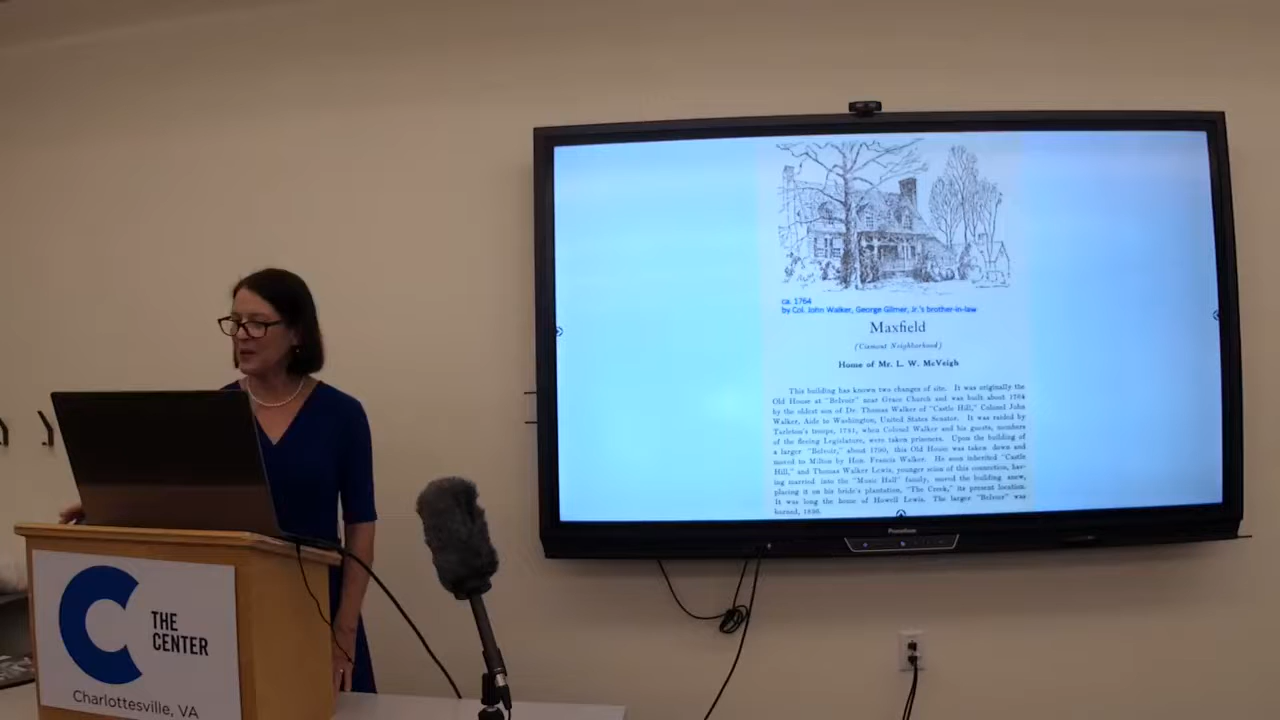 ca. 1764
by Col. John Walker, George Gilmer, Jr.'s brother-in-law
Maxfield
(Cismont Neighborhood)
Home of Mr. L. W. McVeigh
This building has known two changes of site. It was originally the
Old House at "Belvoir" near Grace Church and was built about 1764
by the oldest son of Dr. Thomas Walker of "Castle Hill," Colonel John
Walker, Aide to Washington, United States Senator. It was raided by
Tarleton's troops, 1781, when Colonel Walker and his guests, members
of the fleeing Legislature, were taken prisoners. Upon the building of
a larger "Belvoir," about 1790, this Old House was taken down and
moved to Milton by Hon. Francis Walker. He soon inherited "Castle
Hill," and Thomas Walker Lewis, younger scion of this connection, hav-
ing married into the "Music Hall" family, moved the building anew,
placing it on his bride's plantation, "The Creek," its present location.
It was long the home of Howell Lewis. The larger "Belvoir" was
burned,
Promethean
C
THE
CENTER
Charlottesville, VA